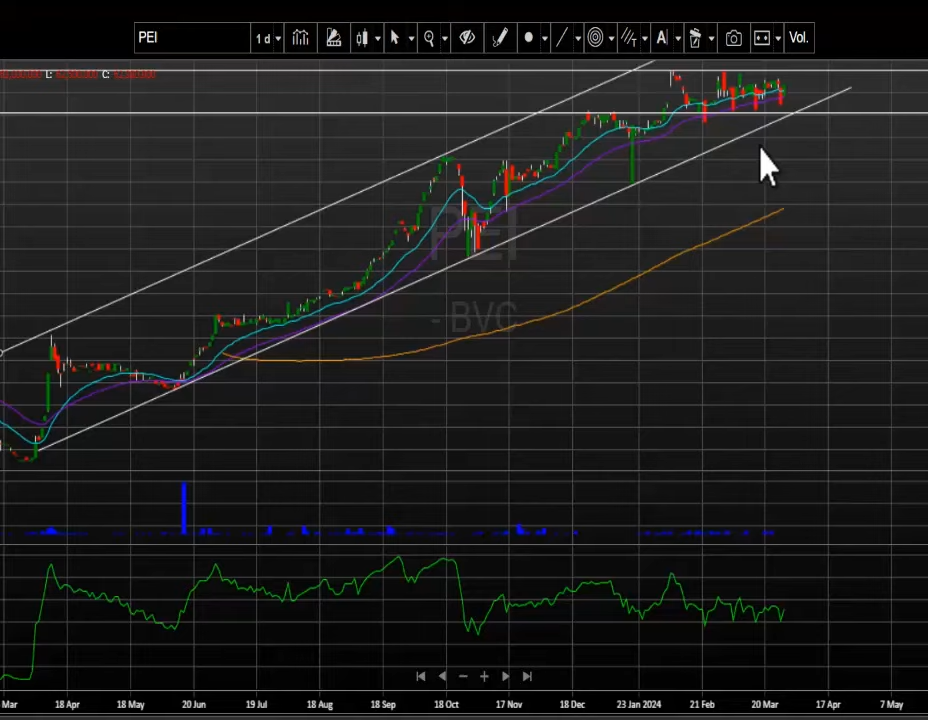 PEI 1 d A Vol.
L: C:
PEI
- BVC
Mar 18 Apr 18 May 20 Jun 19 Jul 18 Aug 18 Sep 18 Oct 17 Nov 18 Dec 23 Jan 2024 21 Feb 20 Mar 17 Apr 7 May